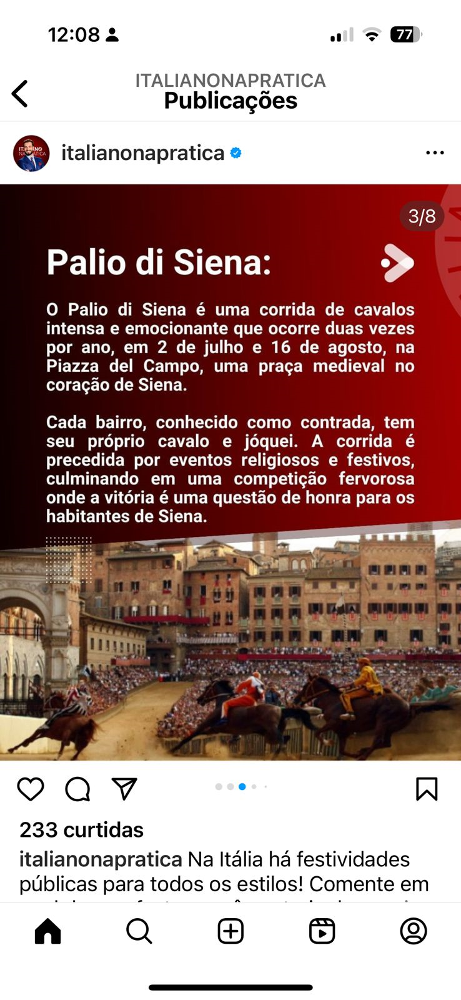 12:08
77
ITALIANONAPRATICA
Publicações
italianonapratica
3/8
Palio di Siena:
O Palio di Siena é uma corrida de cavalos
intensa e emocionante que ocorre duas vezes
por ano, em 2 de julho e 16 de agosto, na
Piazza del Campo, uma praça medieval no
coração de Siena.
Cada bairro, conhecido como contrada, tem
seu próprio cavalo e jóquei. A corrida é
precedida por eventos religiosos e festivos,
culminando em uma competição fervorosa
onde a vitória é uma questão de honra para os
habitantes de Siena.
233 curtidas
italianonapratica Na Itália há festividades
públicas para todos os estilos! Comente em